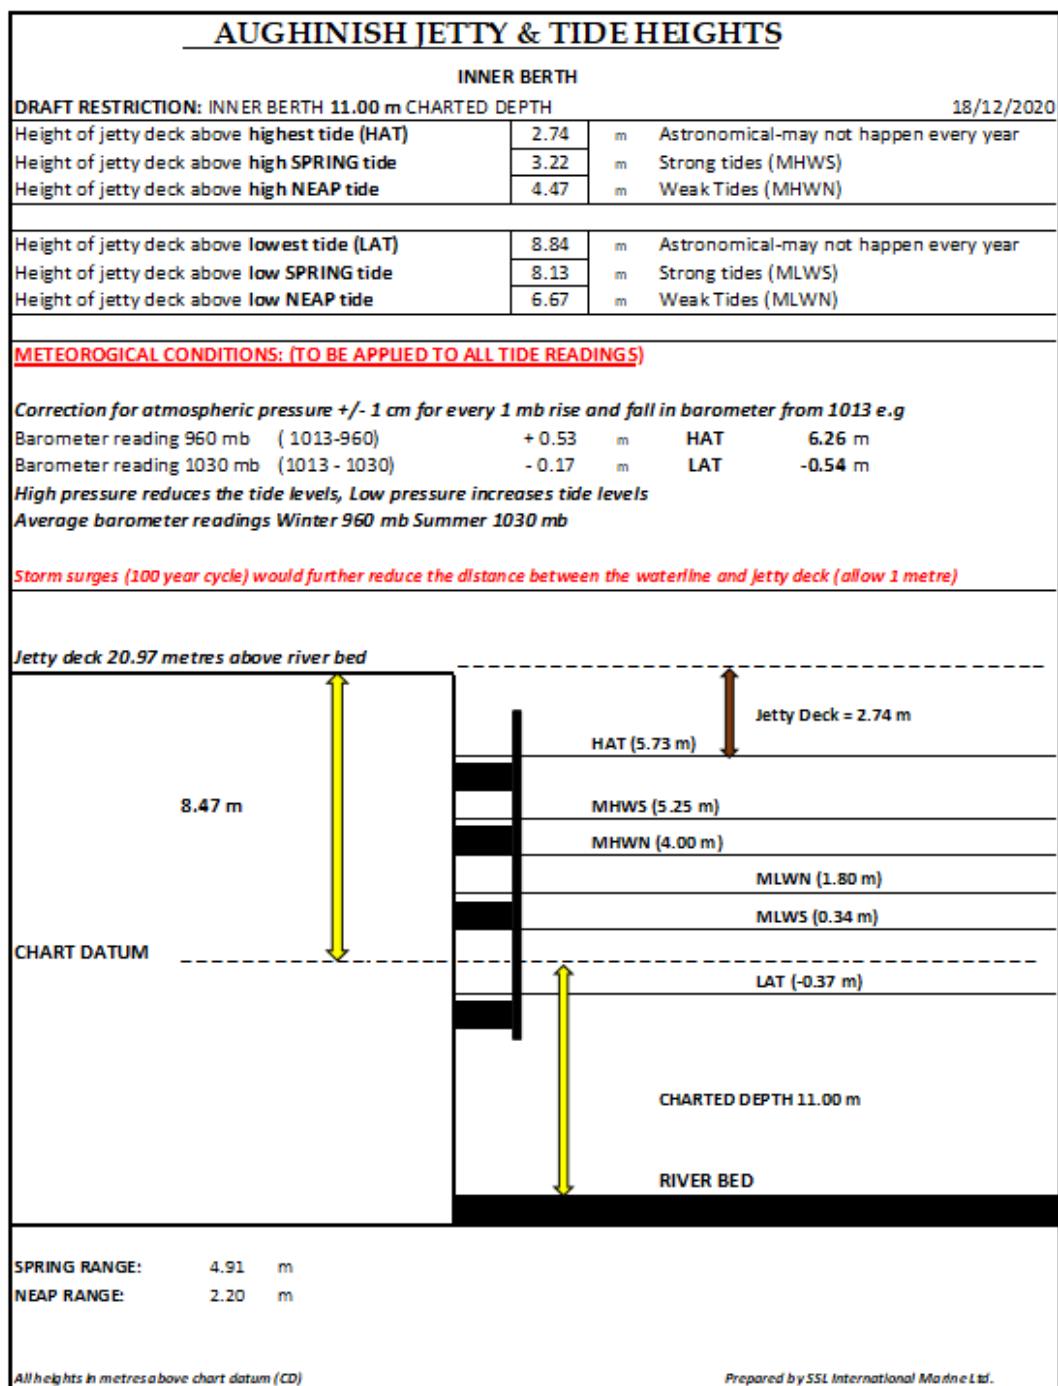 AUGHINISH JETTY & TIDE HEIGHTS
INNER BERTH
DRAFT RESTRICTION: INNER BERTH 11.00 m CHARTED DEPTH 18/12/2020
Height of jetty deck above highest tide (HAT) 2.74 m Astronomical-may not happen every year
Height of jetty deck above high SPRING tide 3.22 m Strong tides (MHWS)
Height of jetty deck above high NEAP tide 4.47 m Weak Tides (MHWN)
Height of jetty deck above lowest tide (LAT) 8.84 m Astronomical-may not happen every year
Height of jetty deck above low SPRING tide 8.13 m Strong tides (MLWS)
Height of jetty deck above low NEAP tide 6.67 m Weak Tides (MLWN)
METEOROGICAL CONDITIONS: (TO BE APPLIED TO ALL TIDE READINGS)
Correction for atmospheric pressure +/- 1 cm for every 1 mb rise and fall in barometer from 1013 e.g
Barometer reading 960 mb ( 1013-960) + 0.53 m HAT 6.26 m
Barometer reading 1030 mb (1013 - 1030) - 0.17 m LAT -0.54 m
High pressure reduces the tide levels, Low pressure increases tide levels
Average barometer readings Winter 960 mb Summer 1030 mb
Storm surges (100 year cycle) would further reduce the distance between the waterline and jetty deck (allow 1 metre)
Jetty deck 20.97 metres above river bed
Jetty Deck = 2.74 m
HAT (5.73 m)
8.47 m
MHWS (5.25 m)
MHWN (4.00 m)
MLWN (1.80 m)
MLWS (0.34 m)
CHART DATUM
LAT (-0.37 m)
CHARTED DEPTH 11.00 m
RIVER BED
SPRING RANGE: 4.91 m
NEAP RANGE: 2.20 m
All heights in metres above chart datum (CD) Prepared by SSL International Marine Ltd.